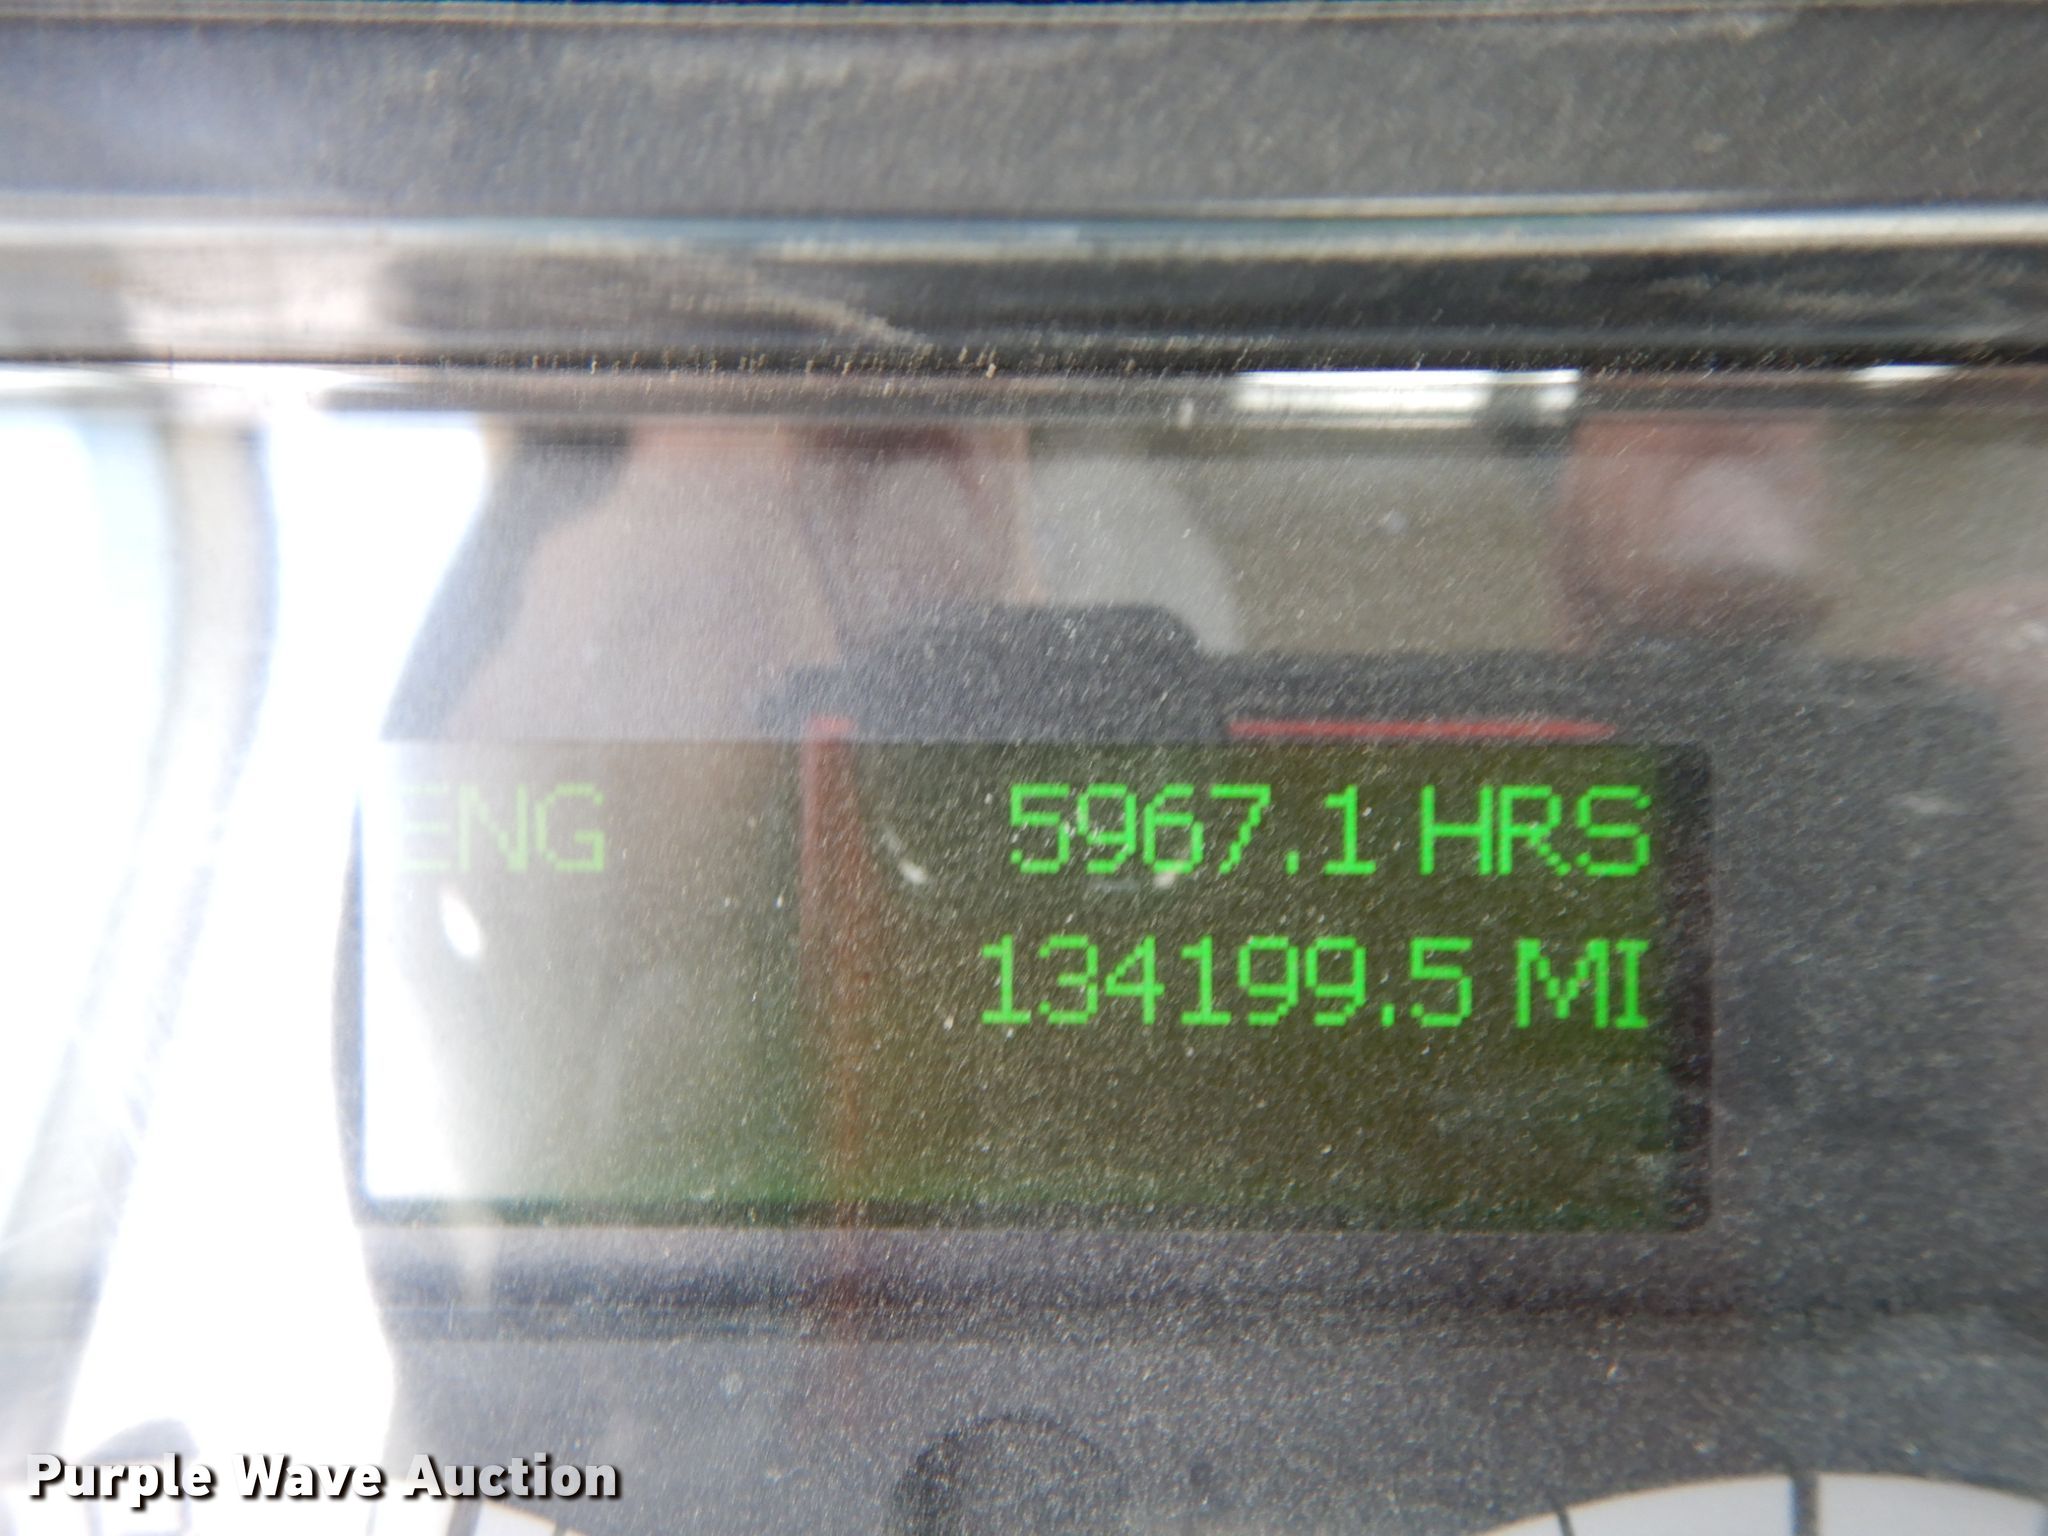 ENG 5967.1 HRS
134199.5 MI
Purple Wave Auction